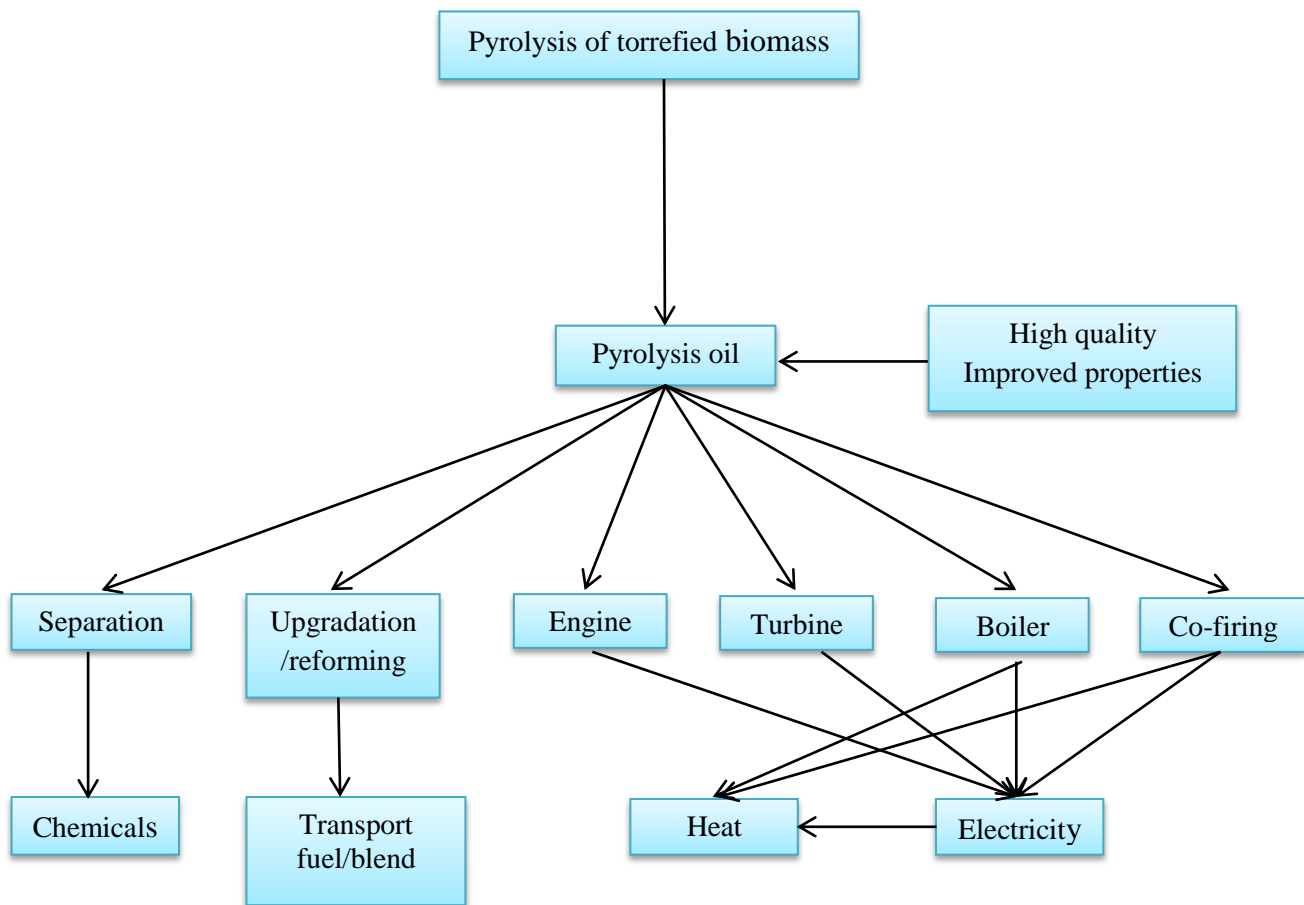 Pyrolysis of torrefied biomass
Pyrolysis oil
High quality
Improved properties
Separation
Upgradation
/reforming
Engine
Turbine
Boiler
Co-firing
Chemicals
Transport
fuel/blend
Heat
Electricity